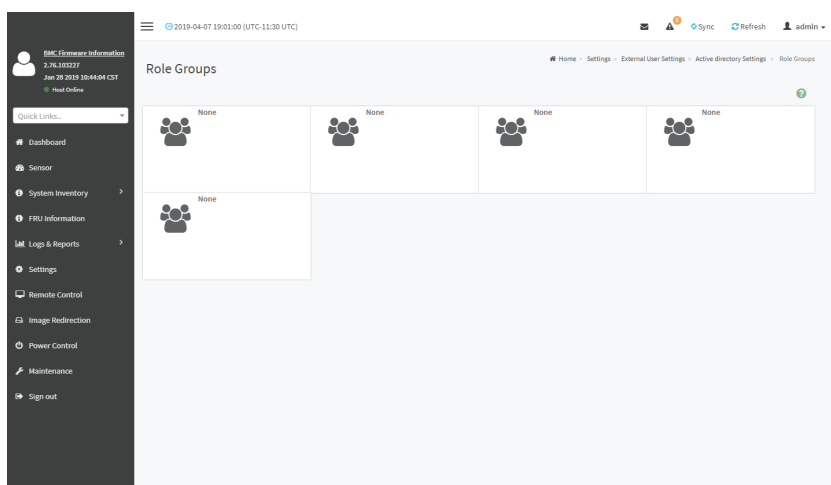 2019-04-07 19:01:00 (UTC-11:30 UTC)
Sync
Refresh
admin
BMC Firmware Information
2.76.103227
Jan 28 2019 10:44:04 CST
Host Online
Quick Links..
Dashboard
Sensor
System Inventory
FRU Information
Logs & Reports
Settings
Remote Control
Image Redirection
Power Control
Maintenance
Sign out
Role Groups
Home > Settings > External User Settings > Active directory Settings > Role Groups
None
None
None
None
None